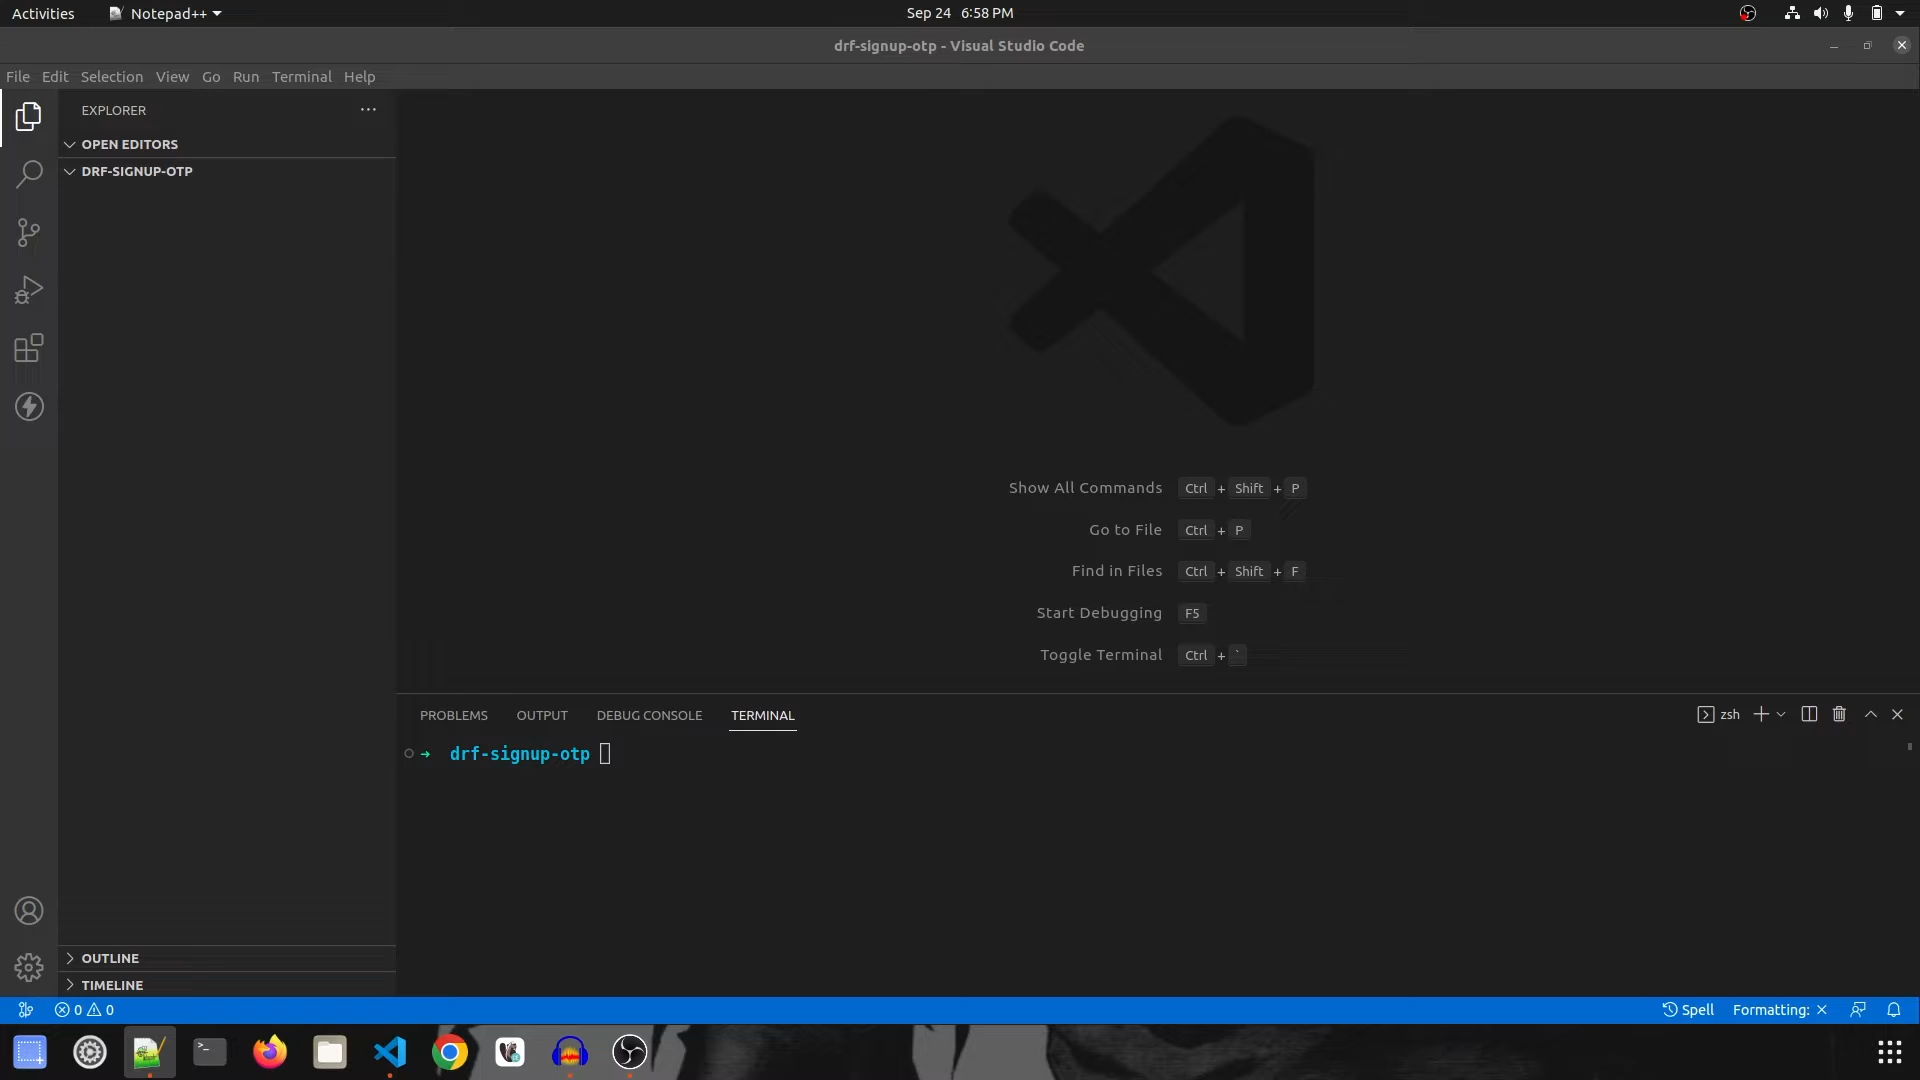 Activities
Notepad++
Sep 24 6:58 PM
drf-signup-otp - Visual Studio Code
File Edit Selection View Go Run Terminal Help
EXPLORER
OPEN EDITORS
DRF-SIGNUP-OTP
Show All Commands Ctrl + Shift + P
Go to File Ctrl + P
Find in Files Ctrl + Shift + F
Start Debugging F5
Toggle Terminal Ctrl + `
PROBLEMS OUTPUT DEBUG CONSOLE TERMINAL
zsh
→ drf-signup-otp
OUTLINE
TIMELINE
0 0
Spell Formatting: ×